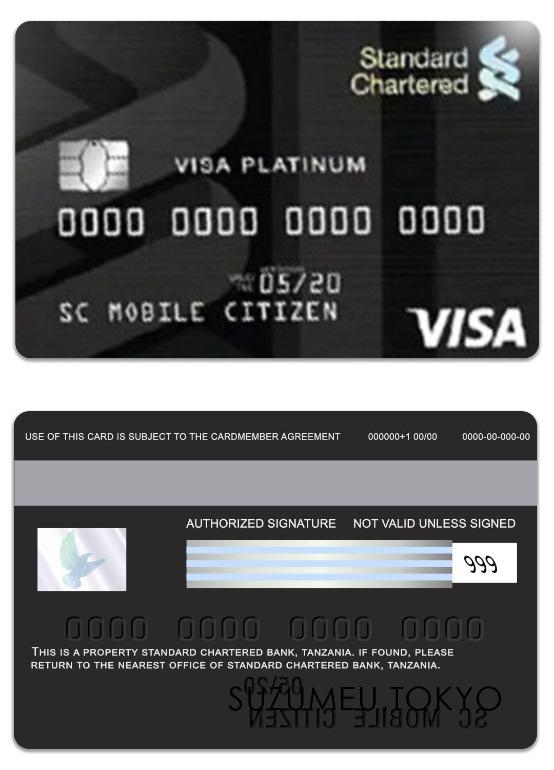 Standard
Chartered
VISA PLATINUM
0000 0000 0000 0000
05/20
SC MOBILE CITIZEN
VISA
USE OF THIS CARD IS SUBJECT TO THE CARDMEMBER AGREEMENT 000000+1 00/00 0000-00-000-00
AUTHORIZED SIGNATURE NOT VALID UNLESS SIGNED
999
0000 0000 0000 0000
THIS IS A PROPERTY STANDARD CHARTERED BANK, TANZANIA. IF FOUND, PLEASE
RETURN TO THE NEAREST OFFICE OF STANDARD CHARTERED BANK, TANZANIA.
05/20
SUZUMEU.TOKYO
SC MOBILE CITIZEN